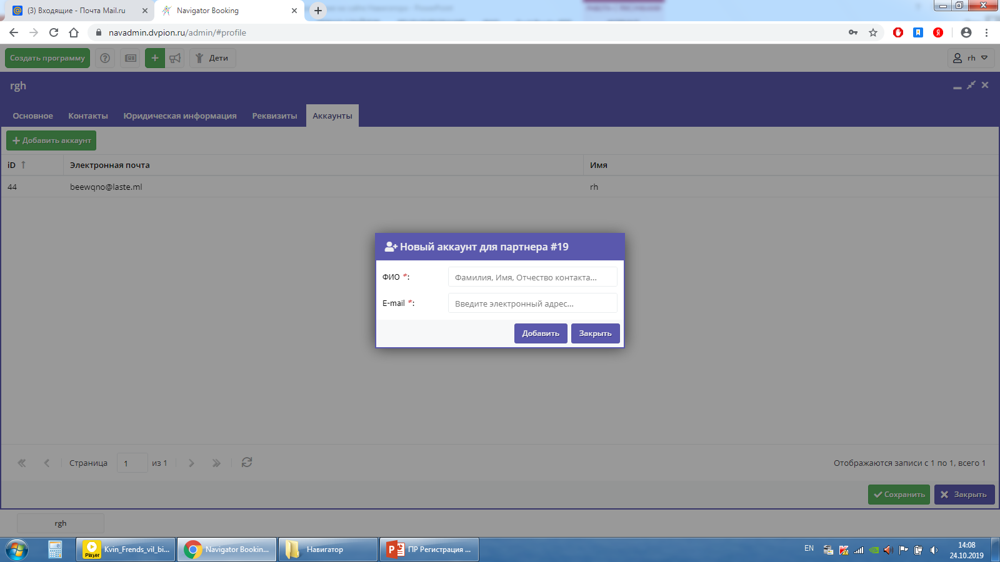 (3) Входящие - Почта Mail.ru
Navigator Booking
navadmin.dvpion.ru/admin/#profile
Создать программу
Дети
rh
rgh
Основное
Контакты
Юридическая информация
Реквизиты
Аккаунты
Добавить аккаунт
iD
Электронная почта
Имя
44
beewqno@laste.ml
rh
Новый аккаунт для партнера #19
ФИО *:
Фамилия, Имя, Отчество контакта...
E-mail *:
Введите электронный адрес...
Добавить
Закрыть
Страница
1
из 1
Отображаются записи с 1 по 1, всего 1
Сохранить
Закрыть
rgh
Player
Kvin_Frends_vil_bi...
Navigator Bookin...
Навигатор
ПР Регистрация ...
EN
14:08
24.10.2019